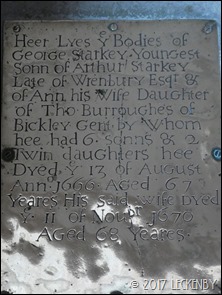 Heer Lyes ye Bodies of
George Starkey Youngest
Sonn of Arthur Starkey
Late of Wrenbury Esqr &
of Ann his Wife Daughter
of Tho Burroughes of
Bickley Gent by Whom
hee had 6 Sonns & 2
Twin daughters hee
Dyed ye 13 of August
Anno 1666 Aged 67
Yeares His Said Wife Dyed
ye 11 of Nour 1670
Aged 68 Yeares
© 2017 LECKENBY